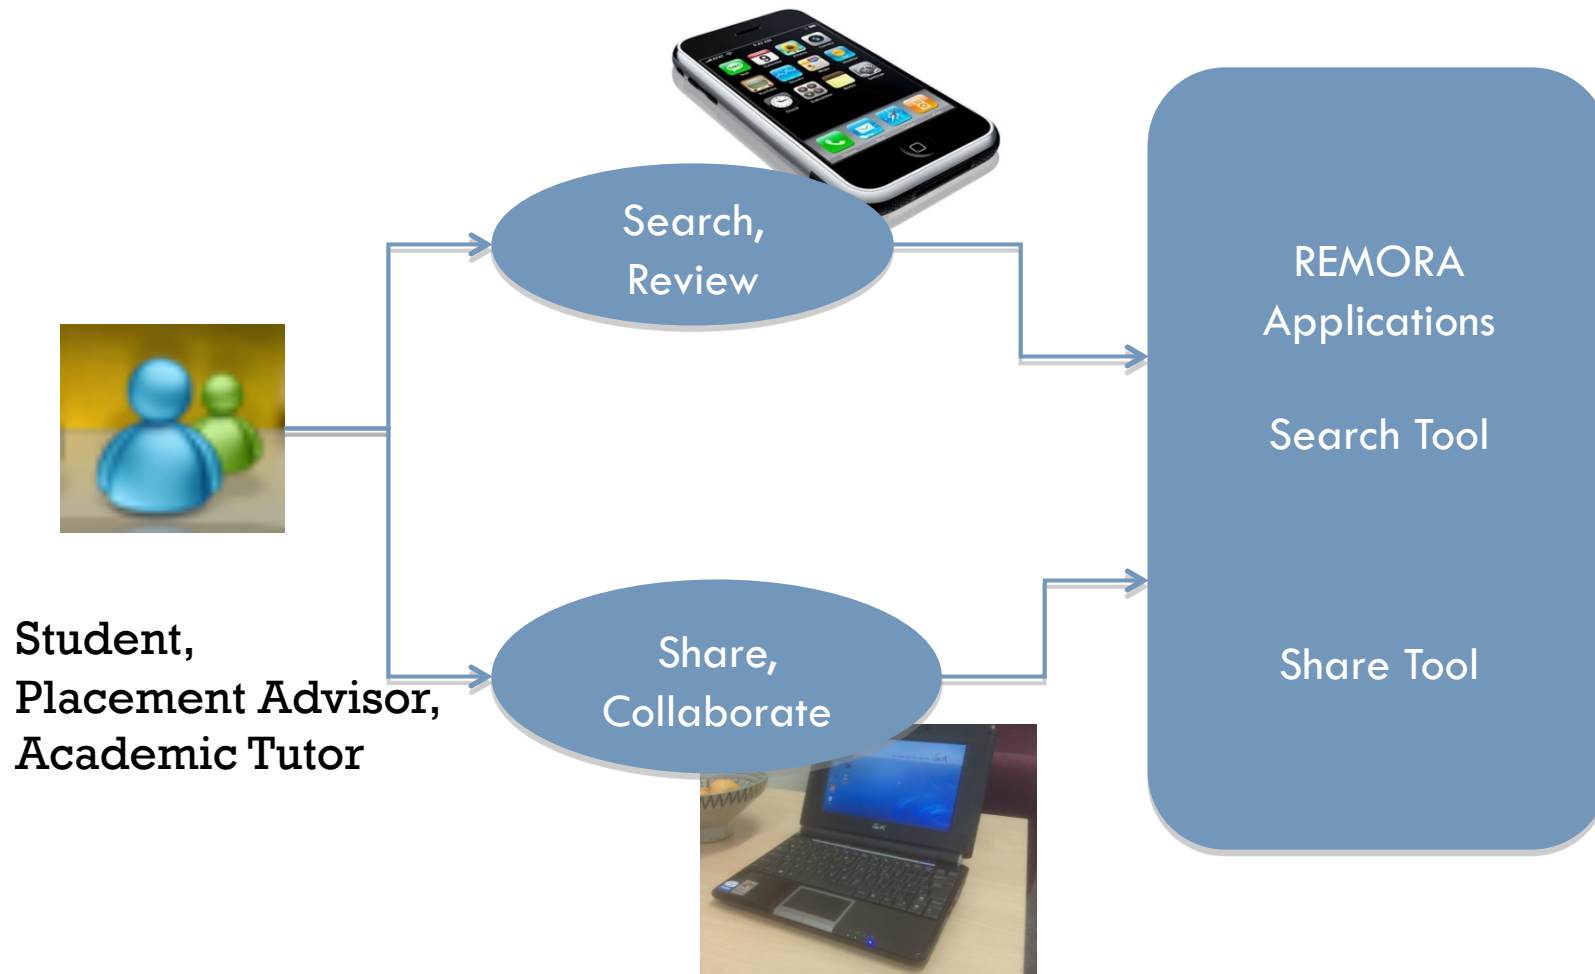 Search,
Review
REMORA
Applications
Search Tool
Student,
Placement Advisor,
Academic Tutor
Share,
Collaborate
Share Tool